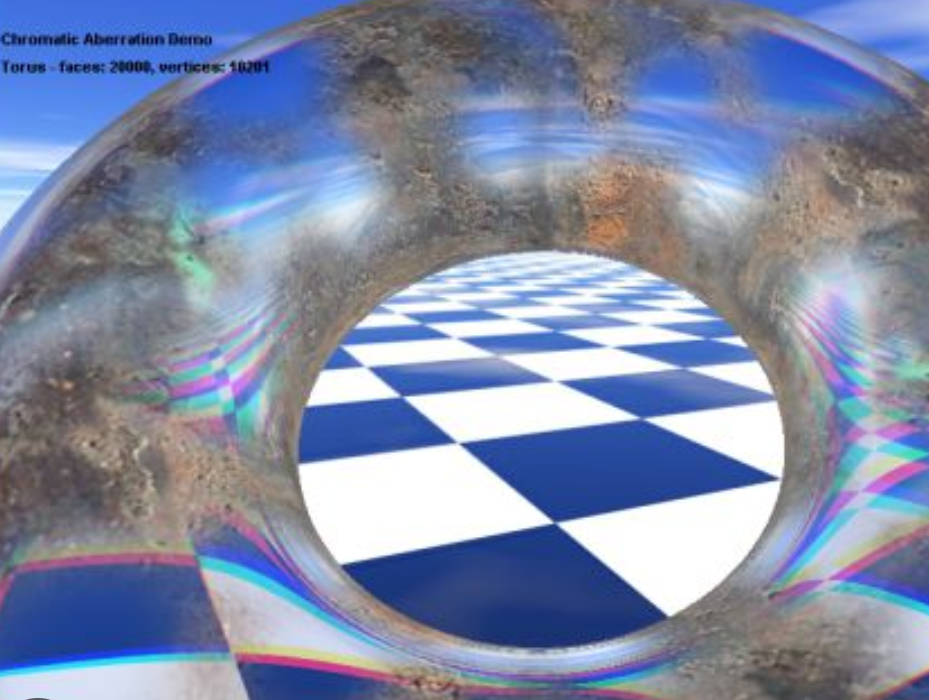 Chromatic Aberration Demo
Torus - faces: 20000, vertices: 10201